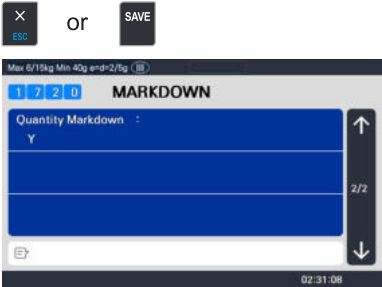 × or SAVE
ESC
Max 6/15kg Min 40g e=d=2/5g (III)
1 7 2 0 MARKDOWN
Quantity Markdown :
Y
2/2
02:31:08